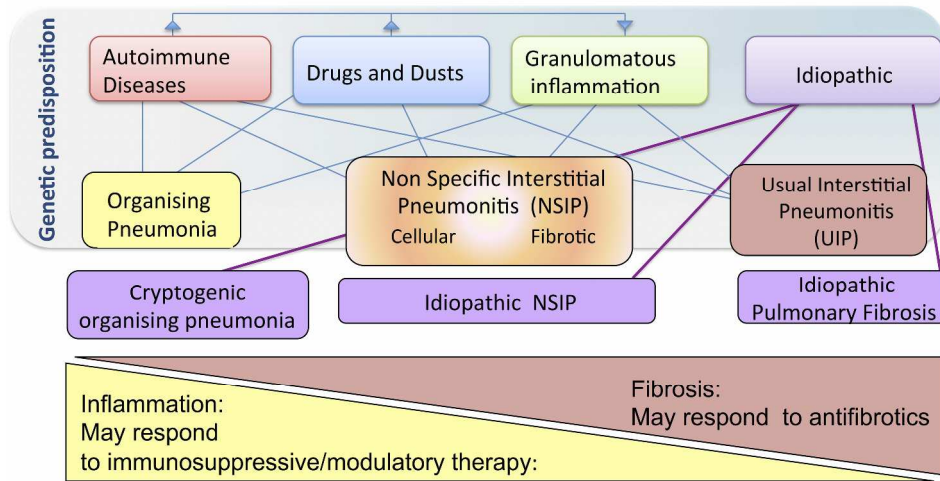 Genetic predisposition
Autoimmune
Diseases
Drugs and Dusts
Granulomatous
inflammation
Idiopathic
Organising
Pneumonia
Non Specific Interstitial
Pneumonitis (NSIP)
Cellular Fibrotic
Usual Interstitial
Pneumonitis
(UIP)
Cryptogenic
organising pneumonia
Idiopathic NSIP
Idiopathic
Pulmonary Fibrosis
Inflammation:
May respond
to immunosuppressive/modulatory therapy:
Fibrosis:
May respond to antifibrotics